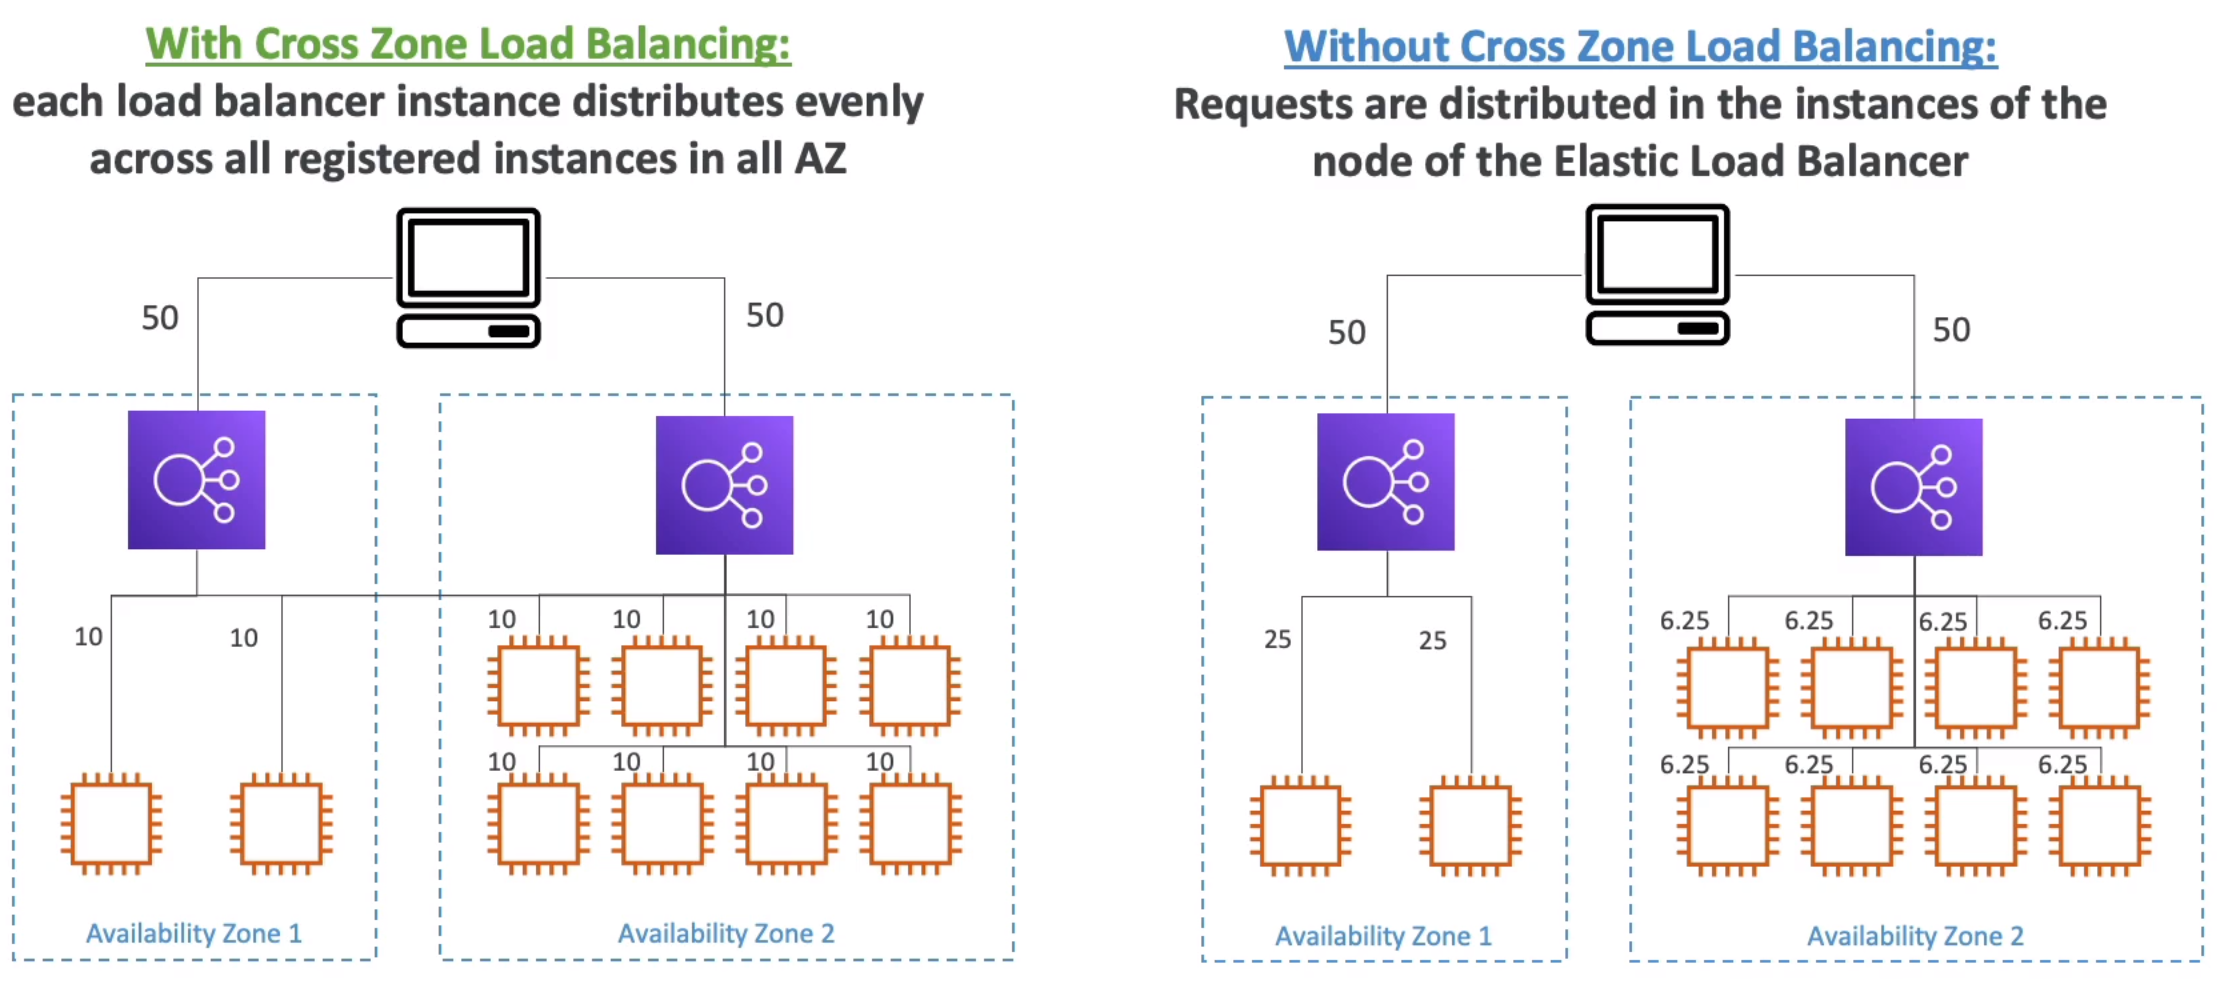 With Cross Zone Load Balancing:
each load balancer instance distributes evenly
across all registered instances in all AZ
50
50
10
10
10
10
10
10
10
10
10
10
Availability Zone 1
Availability Zone 2
Without Cross Zone Load Balancing:
Requests are distributed in the instances of the
node of the Elastic Load Balancer
50
50
25
25
6.25
6.25
6.25
6.25
6.25
6.25
6.25
6.25
Availability Zone 1
Availability Zone 2